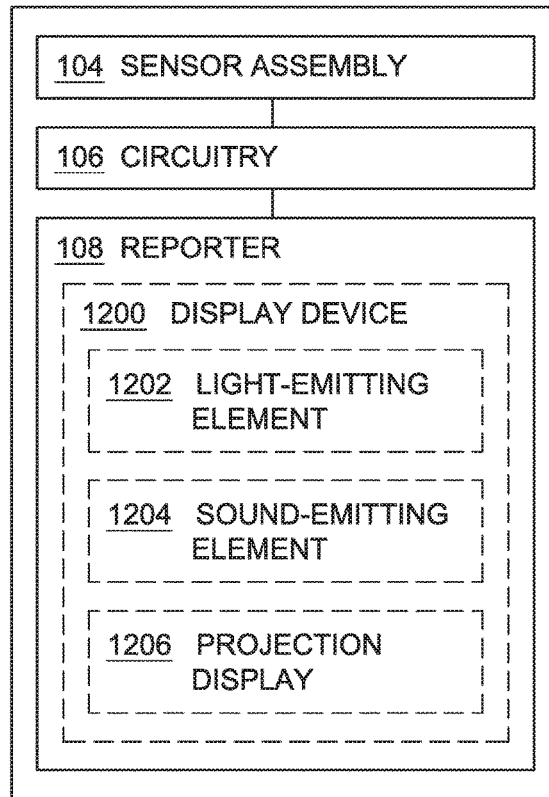 104 SENSOR ASSEMBLY
106 CIRCUITRY
108 REPORTER
1200 DISPLAY DEVICE
1202 LIGHT-EMITTING
ELEMENT
1204 SOUND-EMITTING
ELEMENT
1206 PROJECTION
DISPLAY